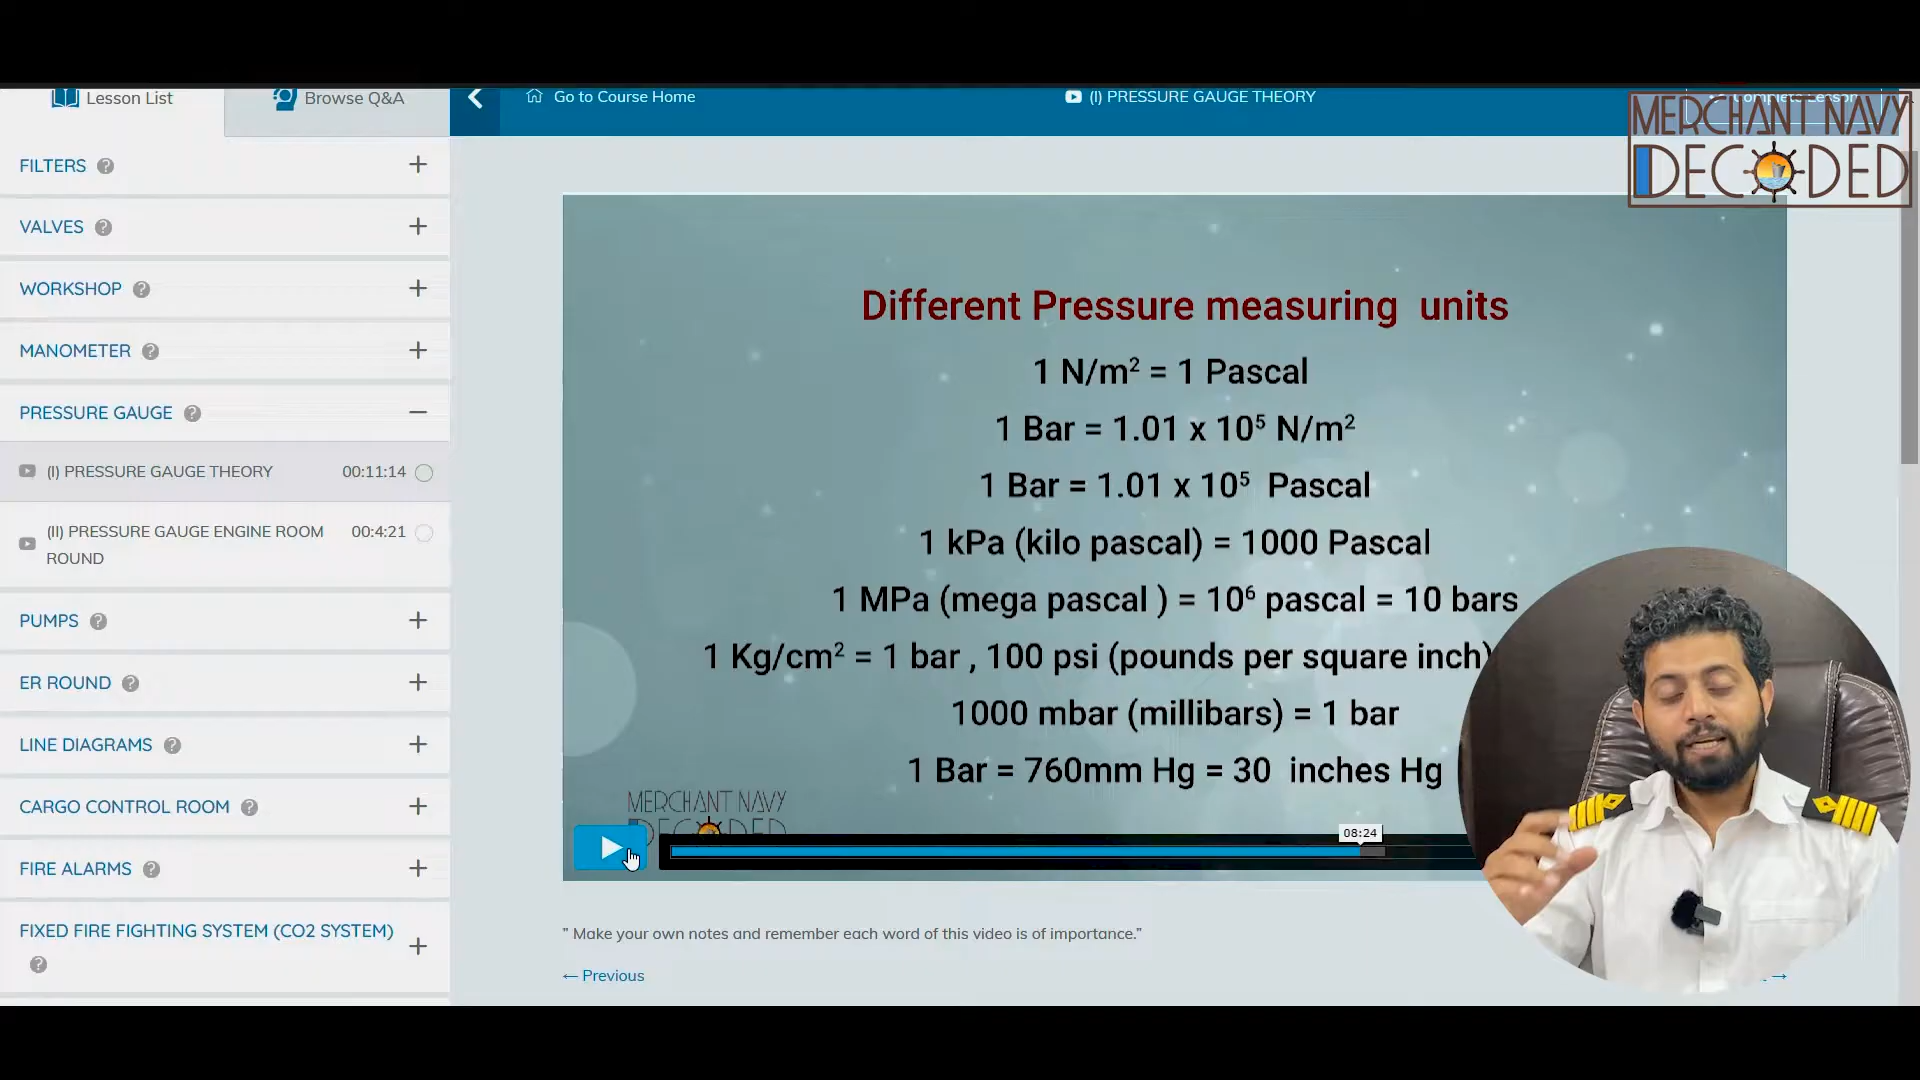 Lesson List
Browse Q&A
Go to Course Home
(I) PRESSURE GAUGE THEORY
Complete Lesson
MERCHANT NAVY
DECODED
FILTERS
VALVES
WORKSHOP
MANOMETER
PRESSURE GAUGE
(I) PRESSURE GAUGE THEORY 00:11:14
(II) PRESSURE GAUGE ENGINE ROOM 00:4:21
ROUND
PUMPS
ER ROUND
LINE DIAGRAMS
CARGO CONTROL ROOM
FIRE ALARMS
FIXED FIRE FIGHTING SYSTEM (CO2 SYSTEM)
Different Pressure measuring units
1 N/m² = 1 Pascal
1 Bar = 1.01 x 10⁵ N/m²
1 Bar = 1.01 x 10⁵ Pascal
1 kPa (kilo pascal) = 1000 Pascal
1 MPa (mega pascal ) = 10⁶ pascal = 10 bars
1 Kg/cm² = 1 bar , 100 psi (pounds per square inch)
1000 mbar (millibars) = 1 bar
1 Bar = 760mm Hg = 30 inches Hg
MERCHANT NAVY
08:24
" Make your own notes and remember each word of this video is of importance."
← Previous
→